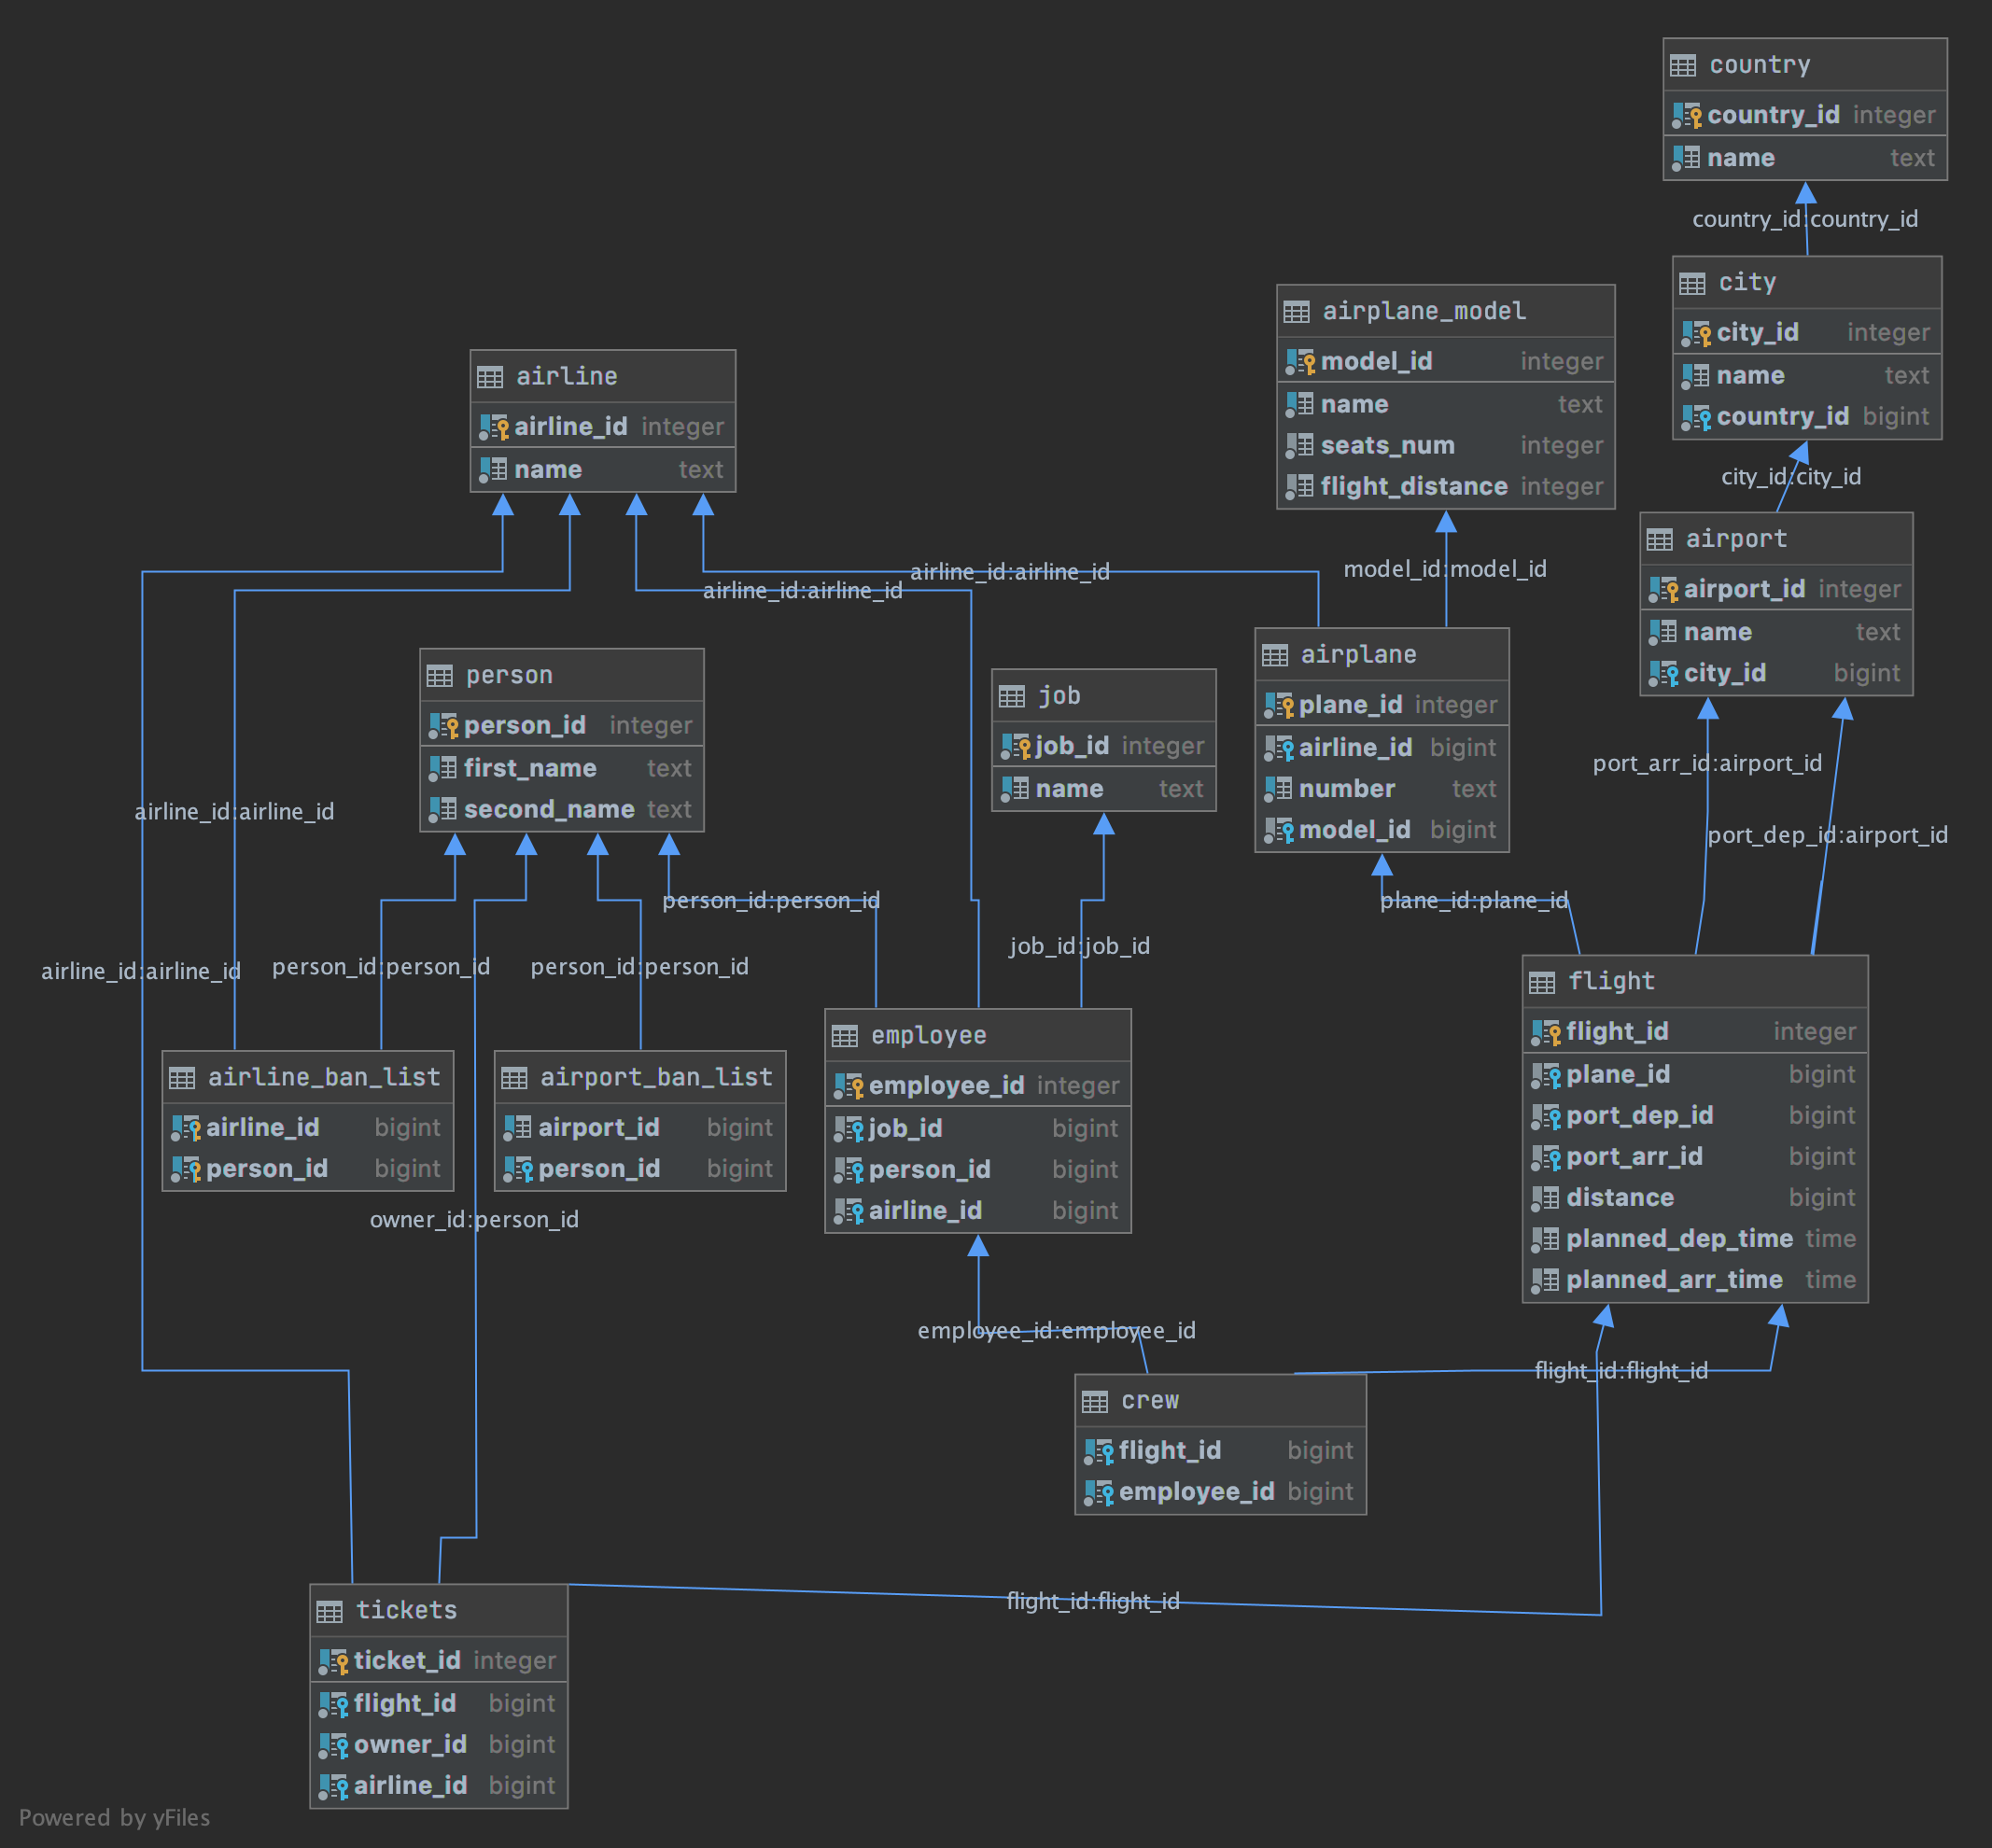 country
country_id integer
name text
country_id:country_id
city
city_id integer
name text
country_id bigint
city_id:city_id
airplane_model
model_id integer
name text
seats_num integer
flight_distance integer
model_id:model_id
airline
airline_id integer
name text
airline_id:airline_id
airline_id:airline_id
airport
airport_id integer
name text
city_id bigint
port_arr_id:airport_id
port_dep_id:airport_id
person
person_id integer
first_name text
second_name text
job
job_id integer
name text
airplane
plane_id integer
airline_id bigint
number text
model_id bigint
airline_id:airline_id
person_id:person_id
plane_id:plane_id
job_id:job_id
airline_id:airline_id
person_id:person_id
person_id:person_id
airline_ban_list
airline_id bigint
person_id bigint
airport_ban_list
airport_id bigint
person_id bigint
employee
employee_id integer
job_id bigint
person_id bigint
airline_id bigint
flight
flight_id integer
plane_id bigint
port_dep_id bigint
port_arr_id bigint
distance bigint
planned_dep_time time
planned_arr_time time
owner_id:person_id
employee_id:employee_id
flight_id:flight_id
crew
flight_id bigint
employee_id bigint
flight_id:flight_id
tickets
ticket_id integer
flight_id bigint
owner_id bigint
airline_id bigint
Powered by yFiles